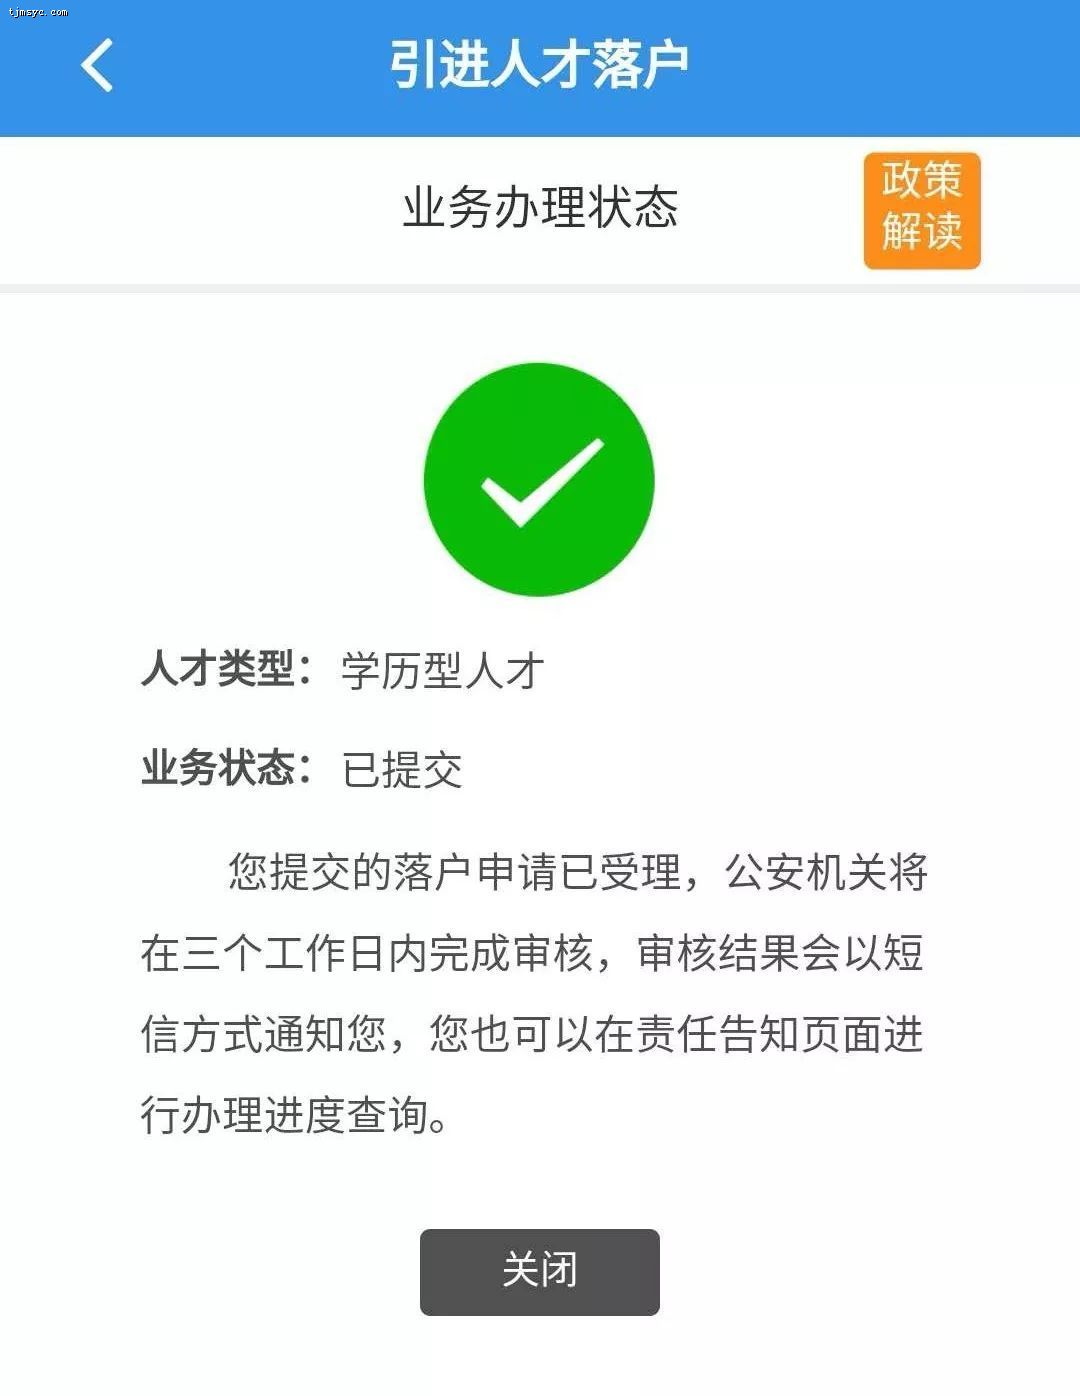 tjmsyc.com
引进人才落户
业务办理状态
政策
解读
人才类型：学历型人才
业务状态：已提交
您提交的落户申请已受理，公安机关将
在三个工作日内完成审核，审核结果会以短
信方式通知您，您也可以在责任告知页面进
行办理进度查询。
关闭